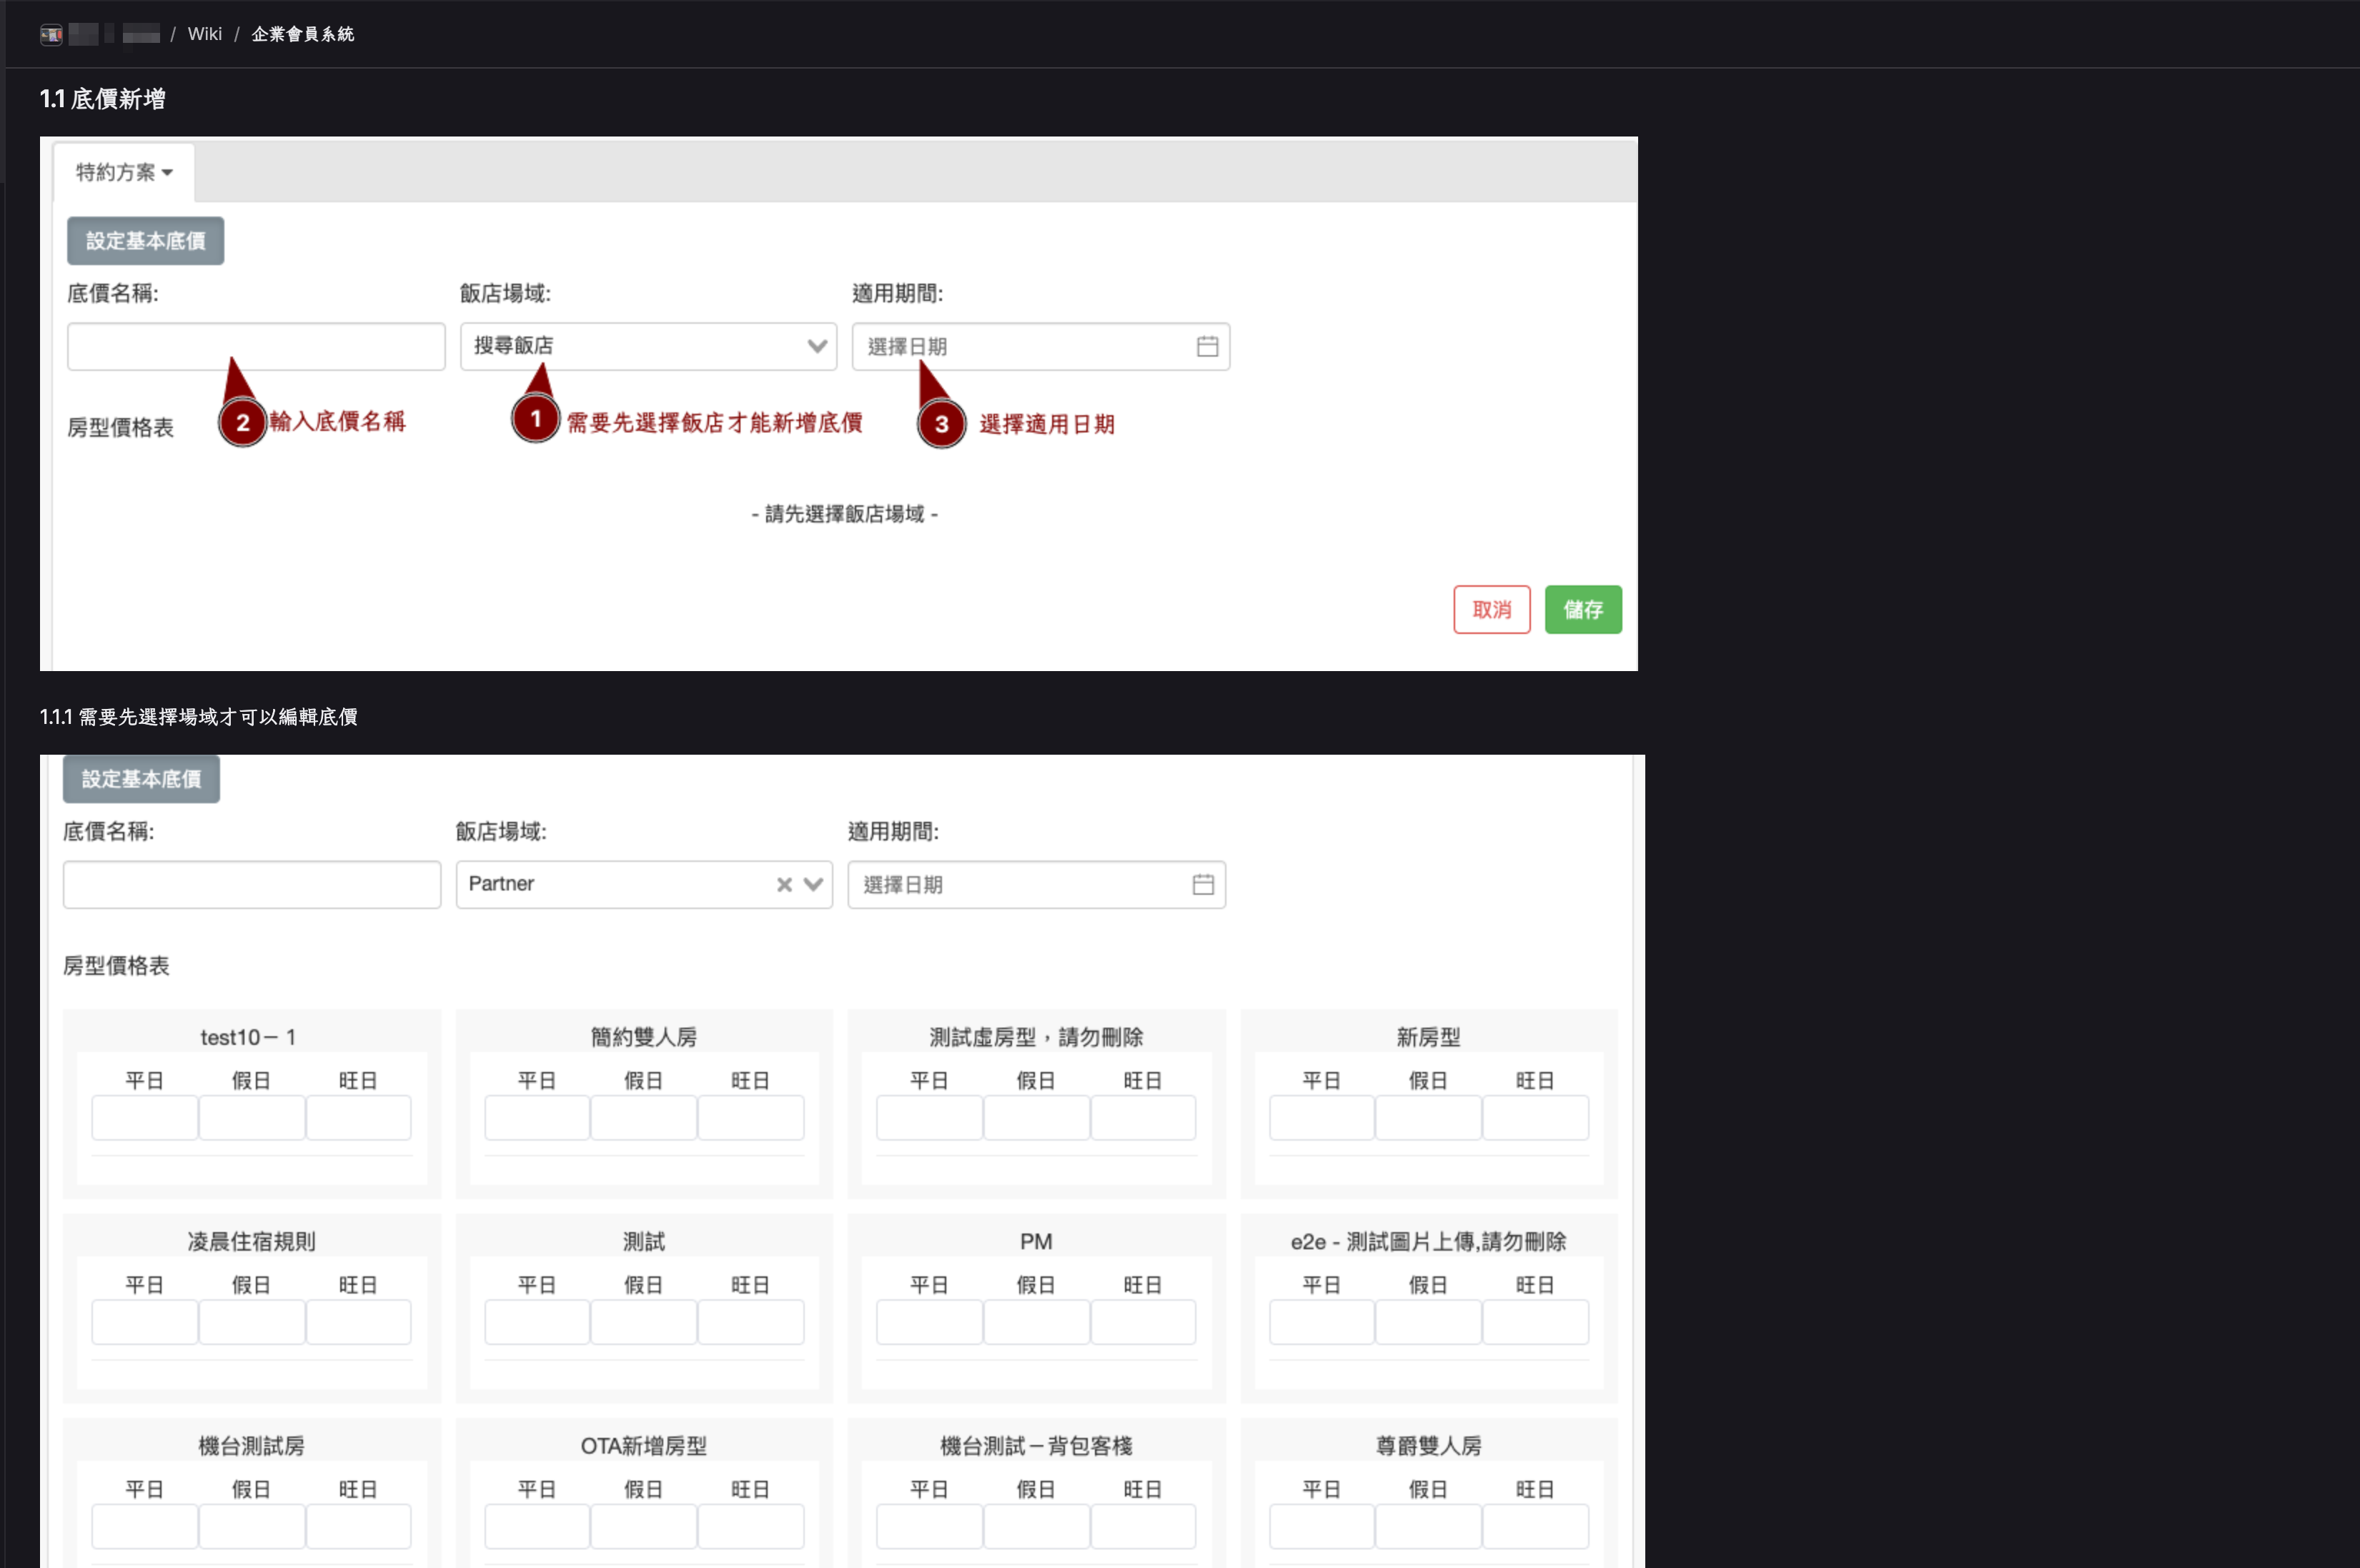 / Wiki / 企業會員系統
1.1 底價新增
特約方案
設定基本底價
底價名稱: 飯店場域: 適用期間:
搜尋飯店 選擇日期
房型價格表 2 輸入底價名稱 1 需要先選擇飯店才能新增底價 3 選擇適用日期
- 請先選擇飯店場域 -
取消 儲存
1.1.1 需要先選擇場域才可以編輯底價
設定基本底價
底價名稱: 飯店場域: 適用期間:
Partner 選擇日期
房型價格表
test10－ 1 簡約雙人房 測試虛房型，請勿刪除 新房型
平日 假日 旺日 平日 假日 旺日 平日 假日 旺日 平日 假日 旺日
凌晨住宿規則 測試 PM e2e - 測試圖片上傳,請勿刪除
平日 假日 旺日 平日 假日 旺日 平日 假日 旺日 平日 假日 旺日
機台測試房 OTA新增房型 機台測試－背包客棧 尊爵雙人房
平日 假日 旺日 平日 假日 旺日 平日 假日 旺日 平日 假日 旺日